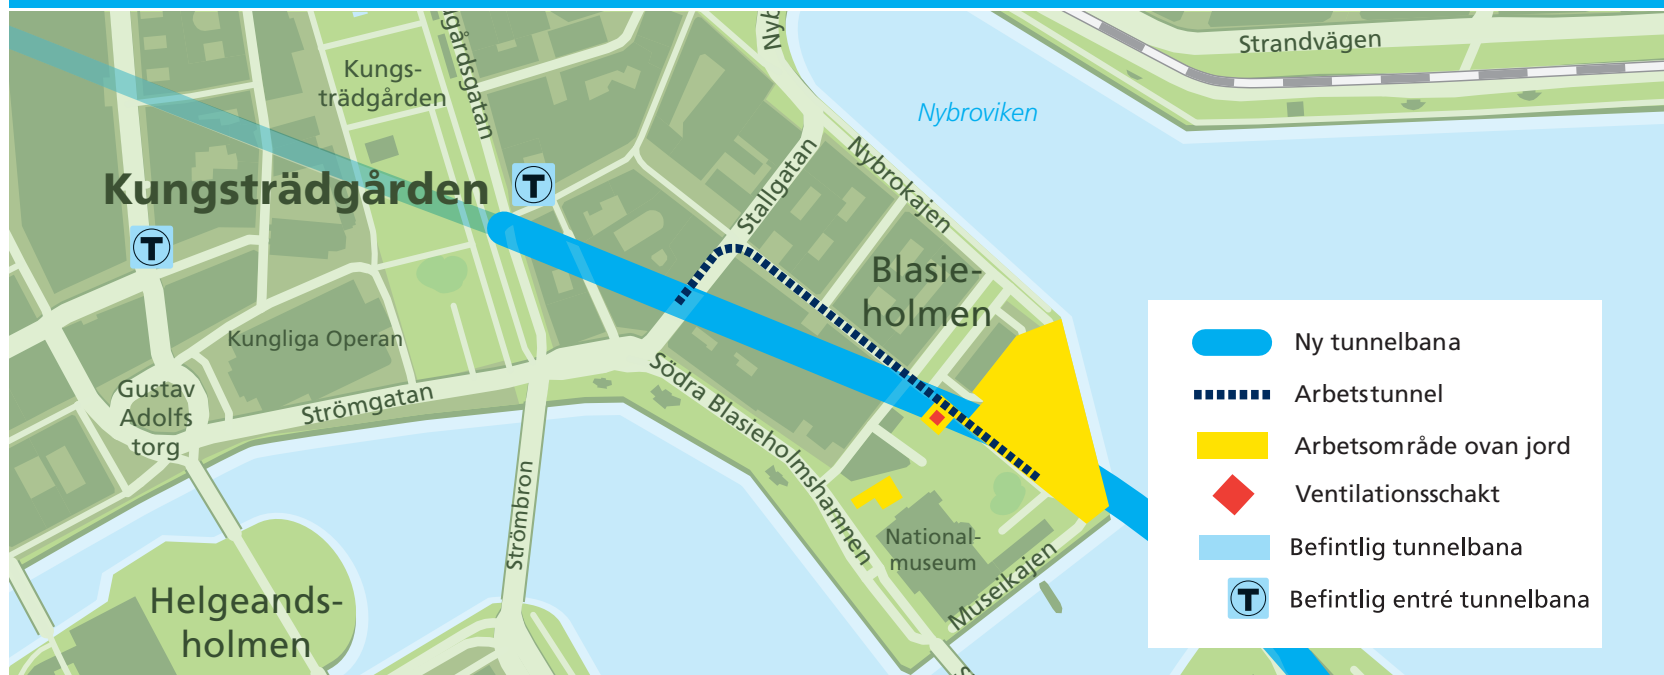 Strandvägen
Kungs-
trädgården
Nybroviken
Nybrokajen
Kungsträdgården
T
T
Stallgatan
Blasie-
holmen
Kungliga Operan
Gustav
Adolfs
torg
Strömgatan
Södra Blasieholmshamnen
Strömbron
National-
museum
Museikajen
Helgeands-
holmen
Ny tunnelbana
Arbetstunnel
Arbetsområde ovan jord
Ventilationsschakt
Befintlig tunnelbana
T
Befintlig entré tunnelbana